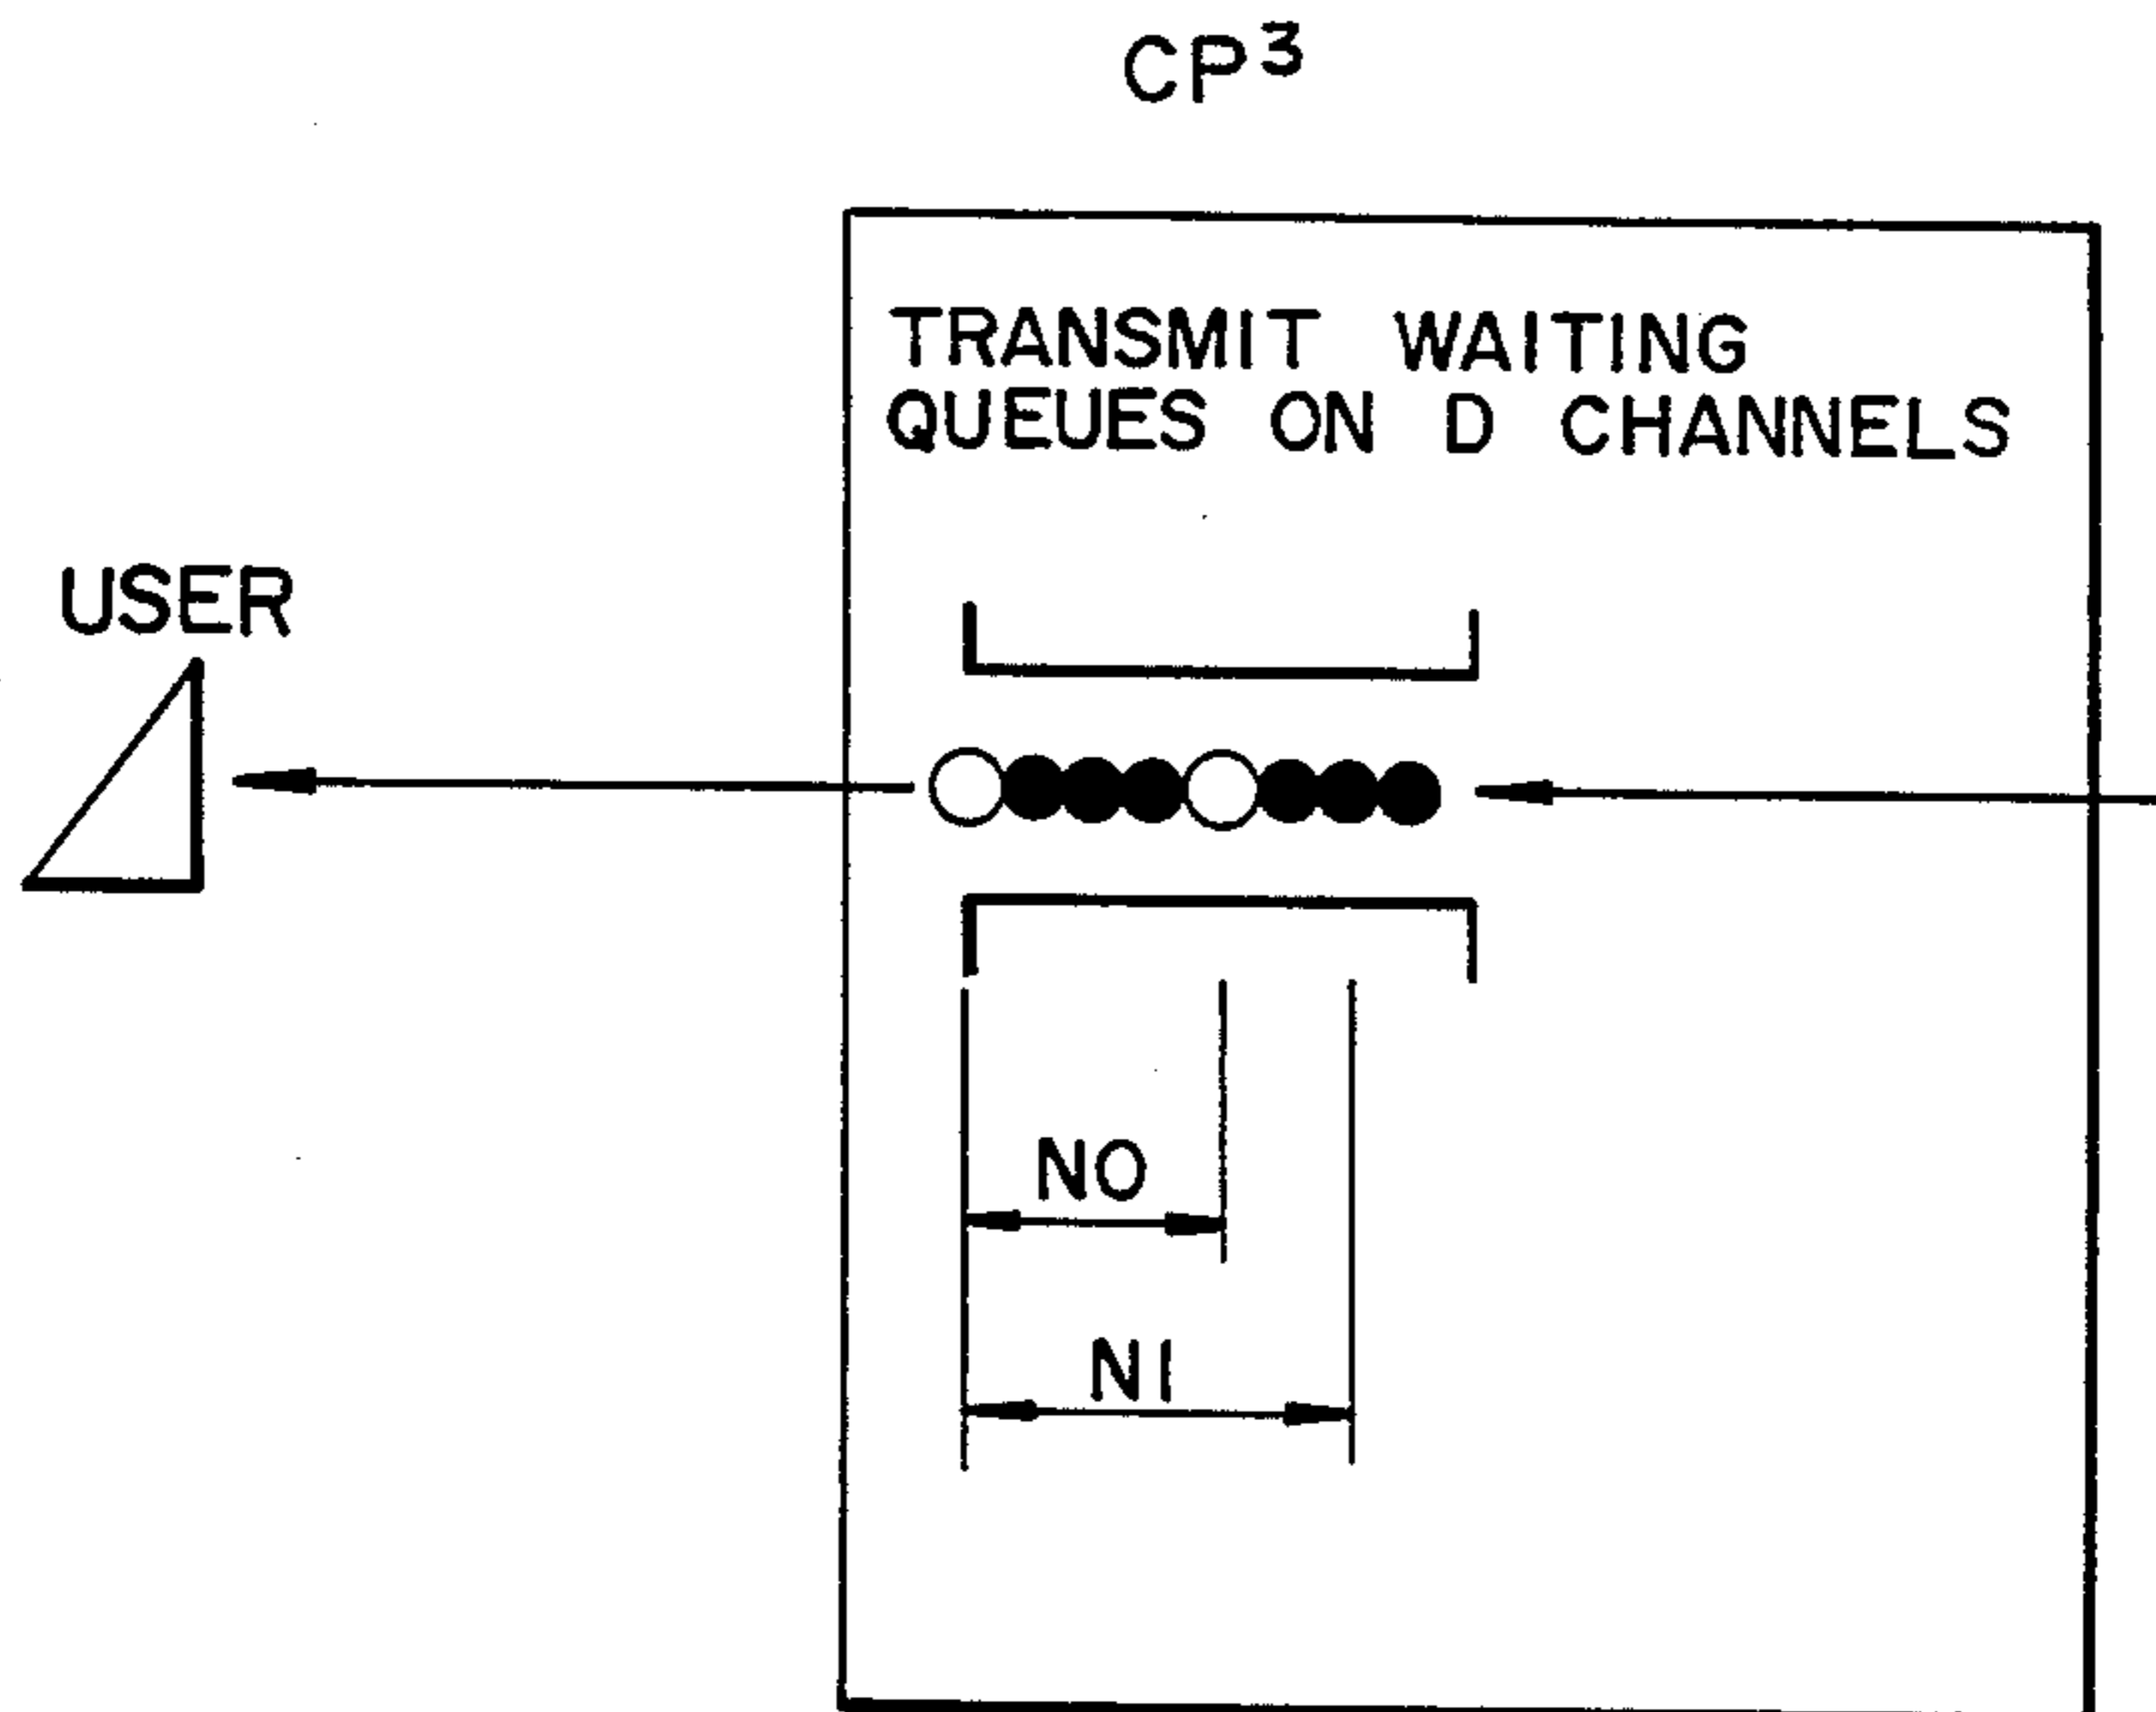 CP³
TRANSMIT WAITING
QUEUES ON D CHANNELS
USER
NO
NI